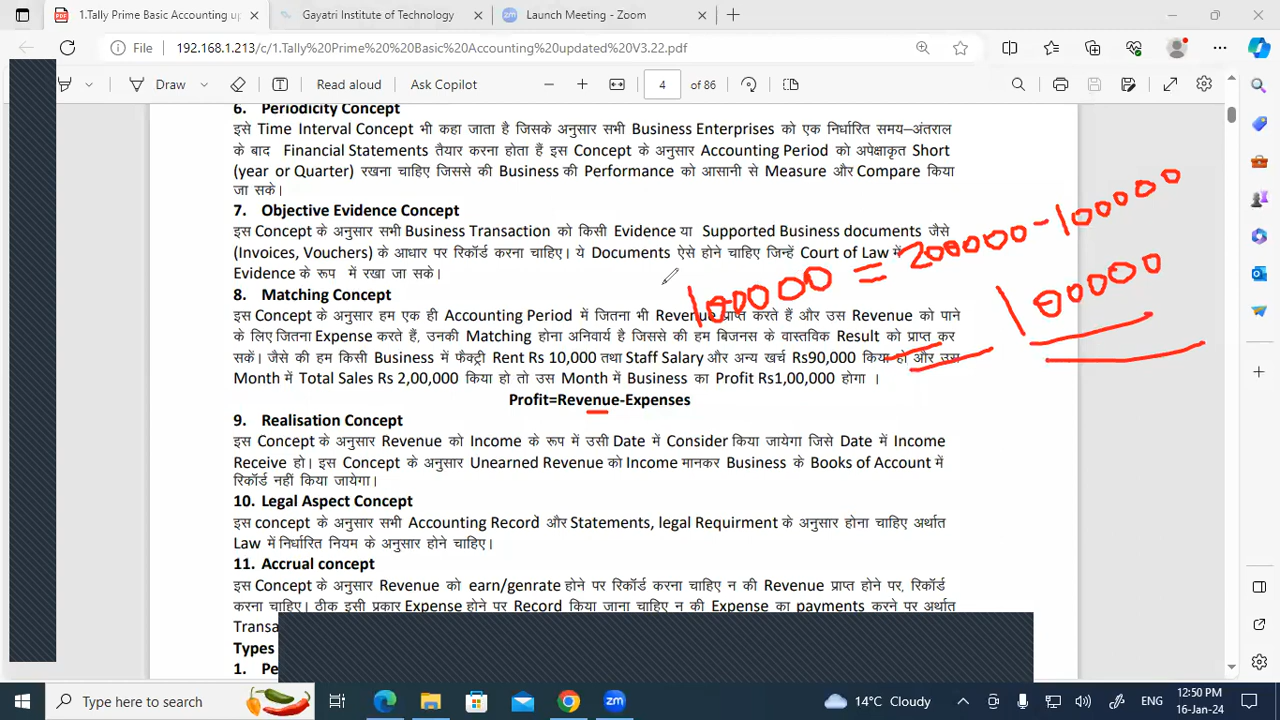 1.Tally Prime Basic Accounting up
Gayatri Institute of Technology
Launch Meeting - Zoom
File
192.168.1.213/c/1.Tally%20Prime%20%20Basic%20Accounting%20updated%20V3.22.pdf
Draw
Read aloud
Ask Copilot
4 of 86
6. Periodicity Concept
इसे Time Interval Concept भी कहा जाता है जिसके अनुसार सभी Business Enterprises को एक निर्धारित समय–अंतराल
के बाद Financial Statements तैयार करना होता हैं इस Concept के अनुसार Accounting Period को अपेक्षाकृत Short
(year or Quarter) रखना चाहिए जिससे की Business की Performance को आसानी से Measure और Compare किया
जा सके।
7. Objective Evidence Concept
इस Concept के अनुसार सभी Business Transaction को किसी Evidence या Supported Business documents जैसे
(Invoices, Vouchers) के आधार पर रिकॉर्ड करना चाहिए। ये Documents ऐसे होने चाहिए जिन्हें Court of Law में
Evidence के रूप में रखा जा सके।
100000 = 200000 - 100000
100000
8. Matching Concept
इस Concept के अनुसार हम एक ही Accounting Period में जितना भी Revenue प्राप्त करते हैं और उस Revenue को पाने
के लिए जितना Expense करते हैं, उनकी Matching होना अनिवार्य है जिससे की हम बिजनस के वास्तविक Result को प्राप्त कर
सकें। जैसे की हम किसी Business में फैक्ट्री Rent Rs 10,000 तथा Staff Salary और अन्य खर्च Rs90,000 किया हो और उस
Month में Total Sales Rs 2,00,000 किया हो तो उस Month में Business का Profit Rs1,00,000 होगा ।
Profit=Revenue-Expenses
9. Realisation Concept
इस Concept के अनुसार Revenue को Income के रूप में उसी Date में Consider किया जायेगा जिसे Date में Income
Receive हो। इस Concept के अनुसार Unearned Revenue को Income मानकर Business के Books of Account में
रिकॉर्ड नहीं किया जायेगा।
10. Legal Aspect Concept
इस concept के अनुसार सभी Accounting Record और Statements, legal Requirment के अनुसार होना चाहिए अर्थात
Law में निर्धारित नियम के अनुसार होने चाहिए।
11. Accrual concept
इस Concept के अनुसार Revenue को earn/genrate होने पर रिकॉर्ड करना चाहिए न की Revenue प्राप्त होने पर, रिकॉर्ड
करना चाहिए। ठीक इसी प्रकार Expense होने पर Record किया जाना चाहिए न की Expense का payments करने पर अर्थात
Transa
Types
1. Pe
Type here to search
14°C Cloudy
ENG
12:50 PM
16-Jan-24